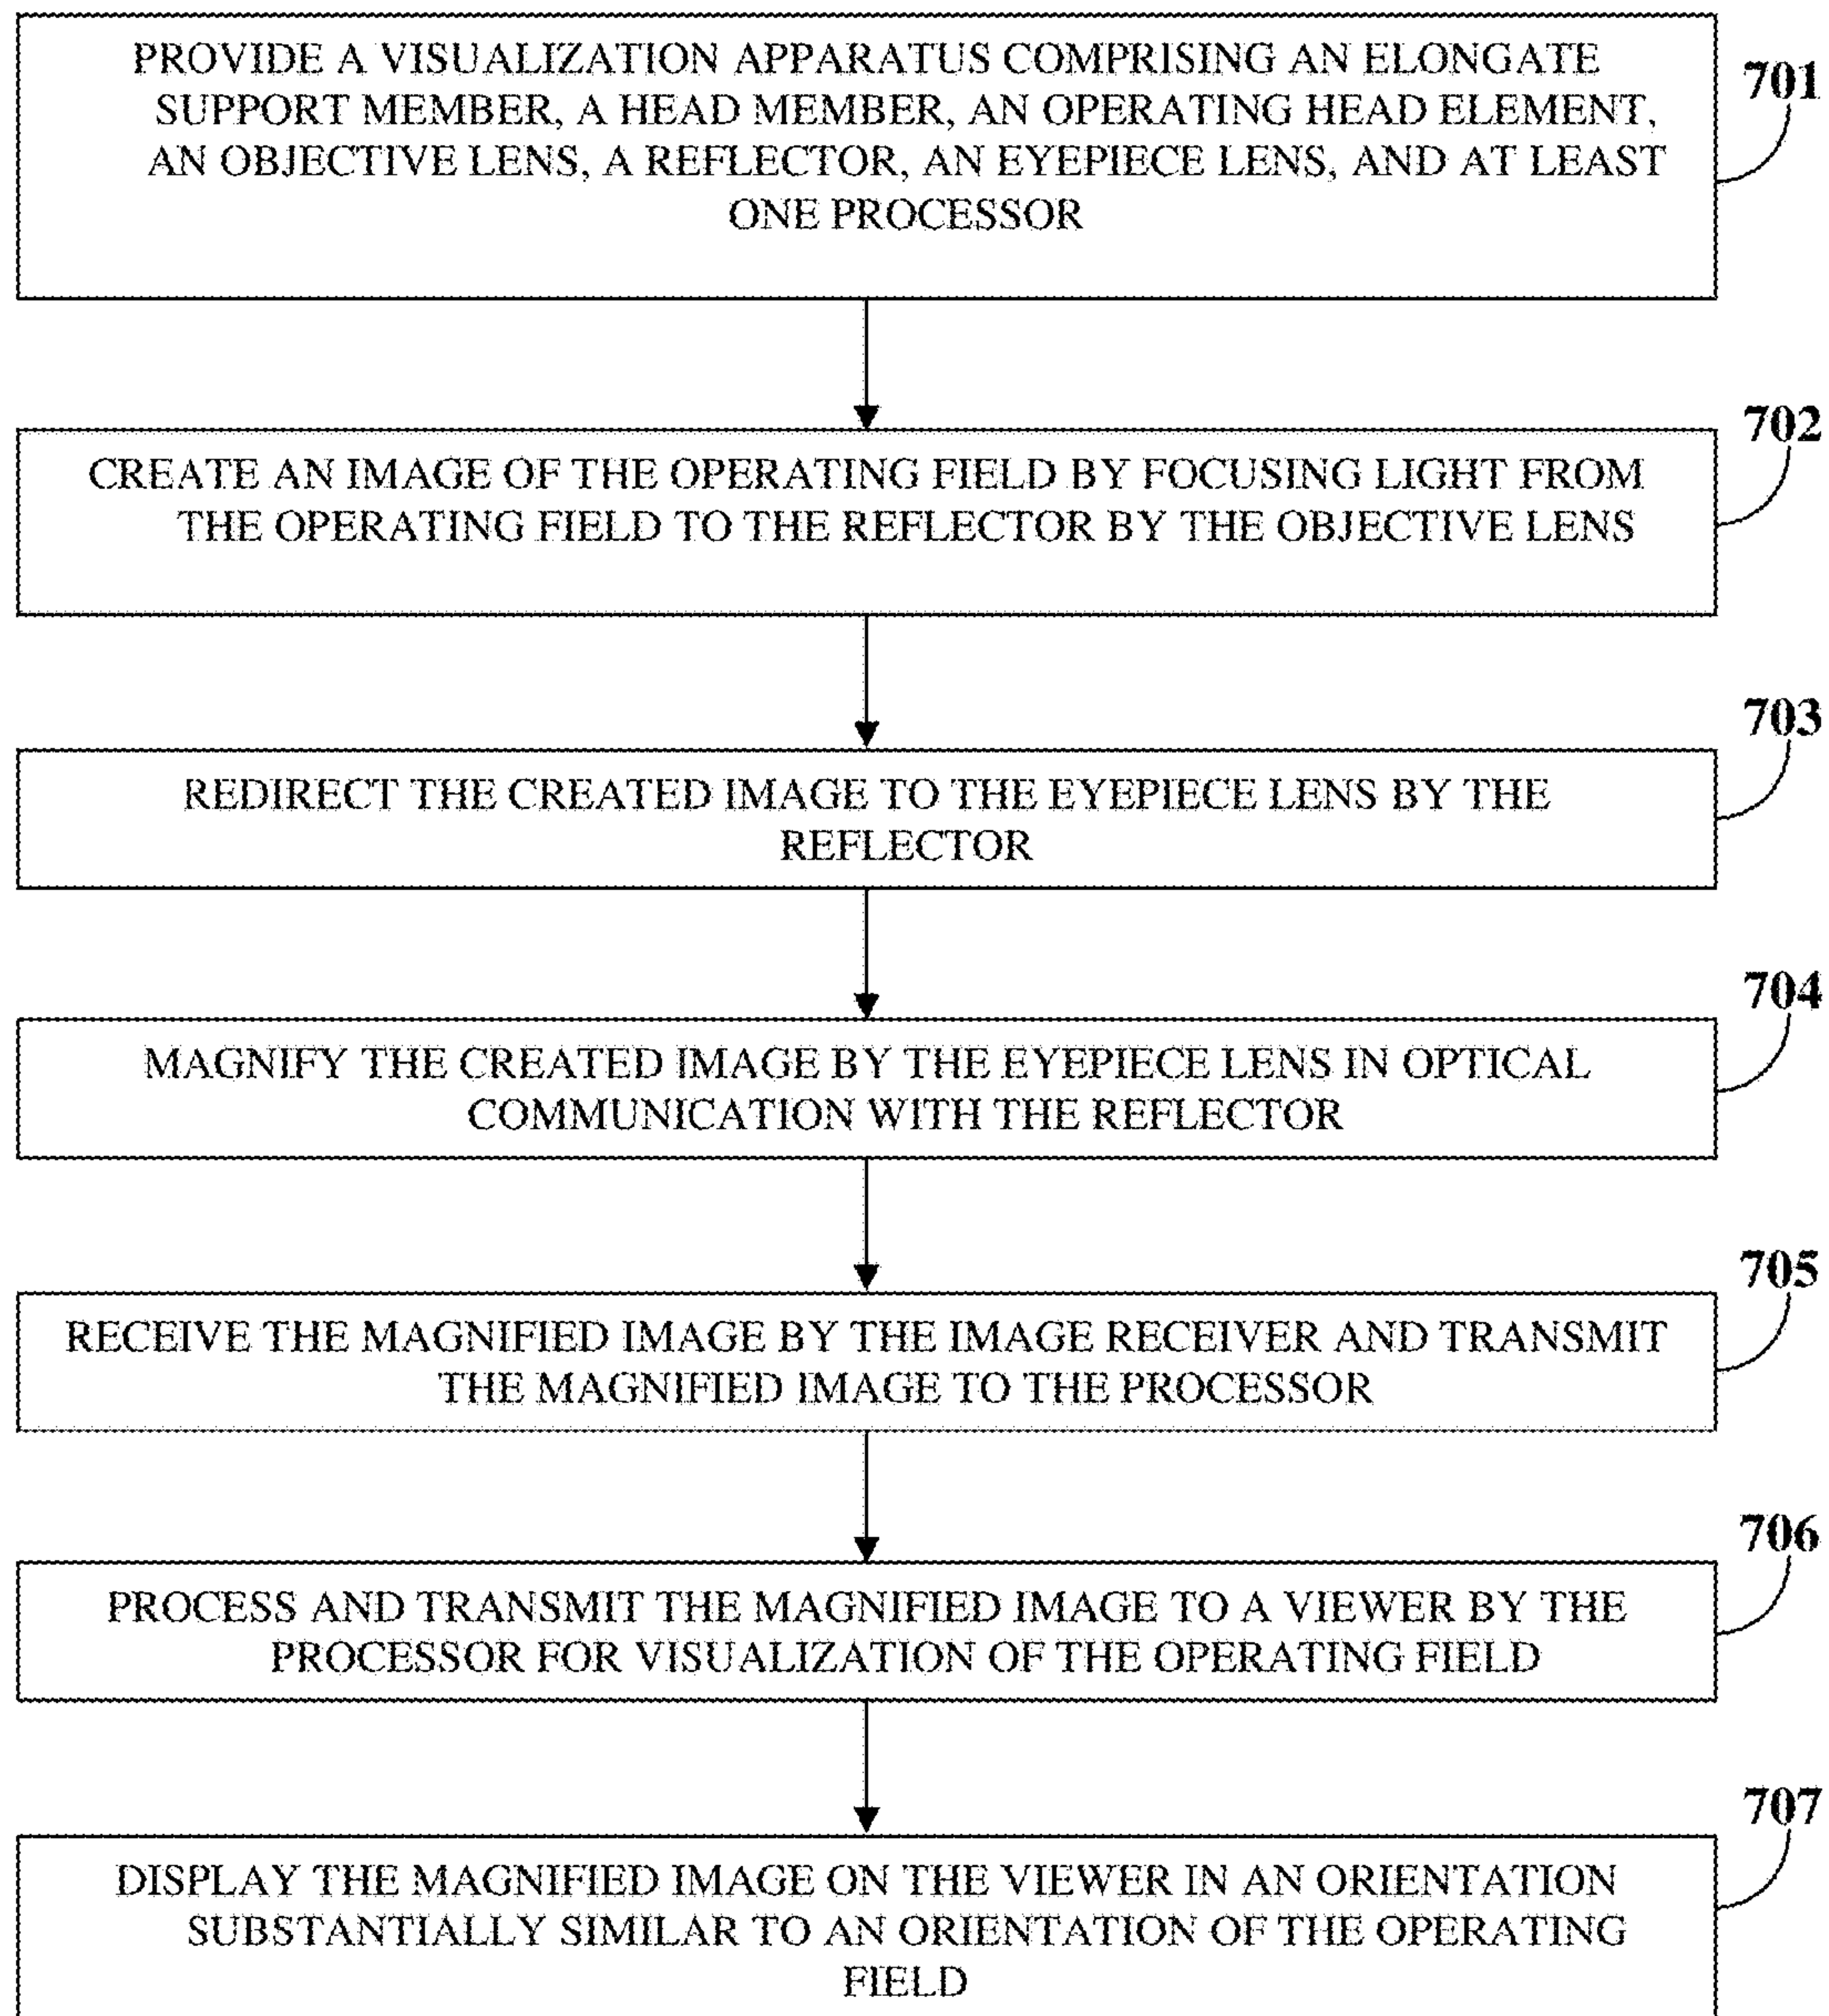 PROVIDE A VISUALIZATION APPARATUS COMPRISING AN ELONGATE
SUPPORT MEMBER, A HEAD MEMBER, AN OPERATING HEAD ELEMENT,
AN OBJECTIVE LENS, A REFLECTOR, AN EYEPIECE LENS, AND AT LEAST
ONE PROCESSOR
701
CREATE AN IMAGE OF THE OPERATING FIELD BY FOCUSING LIGHT FROM
THE OPERATING FIELD TO THE REFLECTOR BY THE OBJECTIVE LENS
702
REDIRECT THE CREATED IMAGE TO THE EYEPIECE LENS BY THE
REFLECTOR
703
MAGNIFY THE CREATED IMAGE BY THE EYEPIECE LENS IN OPTICAL
COMMUNICATION WITH THE REFLECTOR
704
RECEIVE THE MAGNIFIED IMAGE BY THE IMAGE RECEIVER AND TRANSMIT
THE MAGNIFIED IMAGE TO THE PROCESSOR
705
PROCESS AND TRANSMIT THE MAGNIFIED IMAGE TO A VIEWER BY THE
PROCESSOR FOR VISUALIZATION OF THE OPERATING FIELD
706
DISPLAY THE MAGNIFIED IMAGE ON THE VIEWER IN AN ORIENTATION
SUBSTANTIALLY SIMILAR TO AN ORIENTATION OF THE OPERATING
FIELD
707